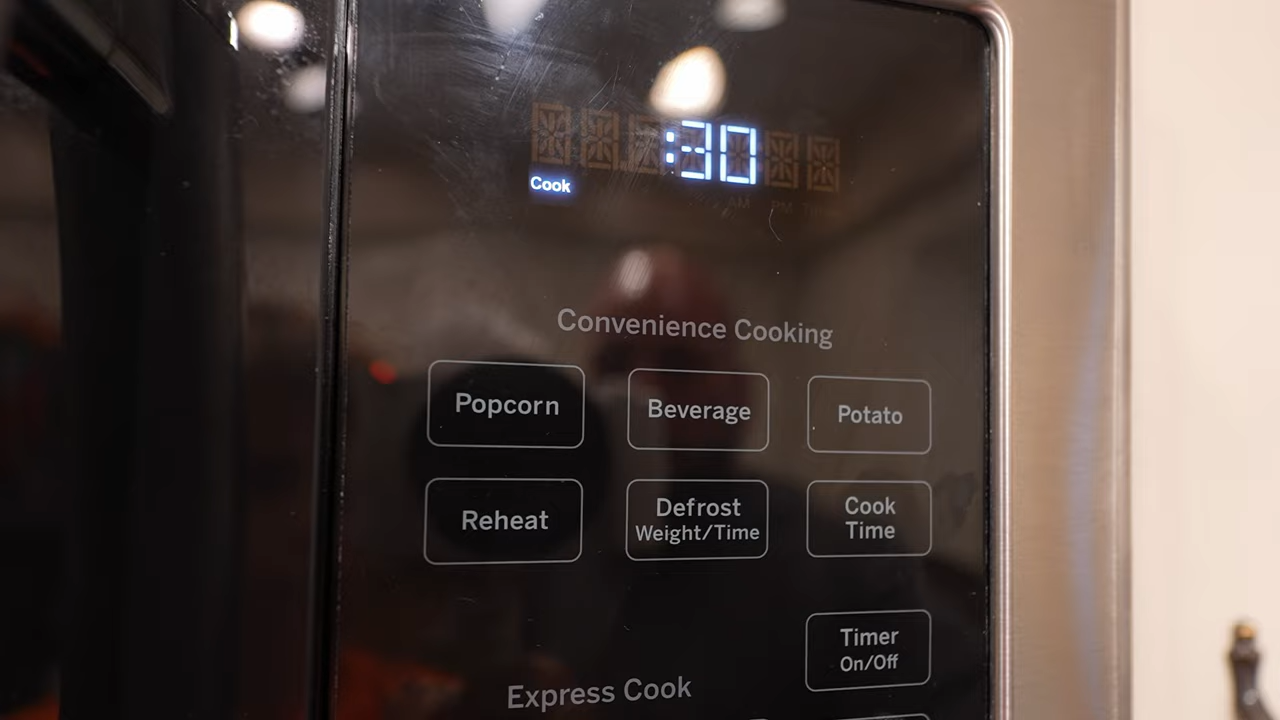 :30
Cook
Convenience Cooking
Popcorn
Beverage
Potato
Reheat
Defrost
Weight/Time
Cook
Time
Timer
On/Off
Express Cook